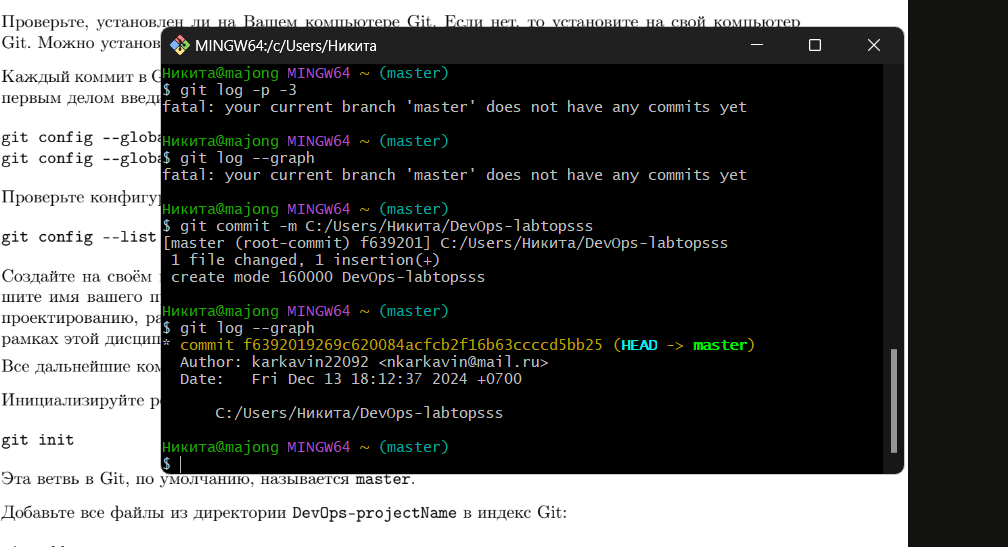 Проверьте, установлен ли на Вашем компьютере Git. Если нет, то установите на свой компьютер
Git. Можно установ
Каждый коммит в G
первым делом введи
git config --globa
git config --globa
Проверьте конфигур
git config --list
Создайте на своём
шите имя вашего п
проектированию, ра
рамках этой дисцип
Все дальнейшие ком
Инициализируйте ре
git init
MINGW64:/c/Users/Никита
Никита@majong MINGW64 ~ (master)
$ git log -p -3
fatal: your current branch 'master' does not have any commits yet
Никита@majong MINGW64 ~ (master)
$ git log --graph
fatal: your current branch 'master' does not have any commits yet
Никита@majong MINGW64 ~ (master)
$ git commit -m C:/Users/Никита/DevOps-labtopsss
[master (root-commit) f639201] C:/Users/Никита/DevOps-labtopsss
1 file changed, 1 insertion(+)
create mode 160000 DevOps-labtopsss
Никита@majong MINGW64 ~ (master)
$ git log --graph
* commit f6392019269c620084acfcb2f16b63ccccd5bb25 (HEAD -> master)
Author: karkavin22092 <nkarkavin@mail.ru>
Date: Fri Dec 13 18:12:37 2024 +0700
C:/Users/Никита/DevOps-labtopsss
Никита@majong MINGW64 ~ (master)
$
Эта ветвь в Git, по умолчанию, называется master.
Добавьте все файлы из директории DevOps-projectName в индекс Git: